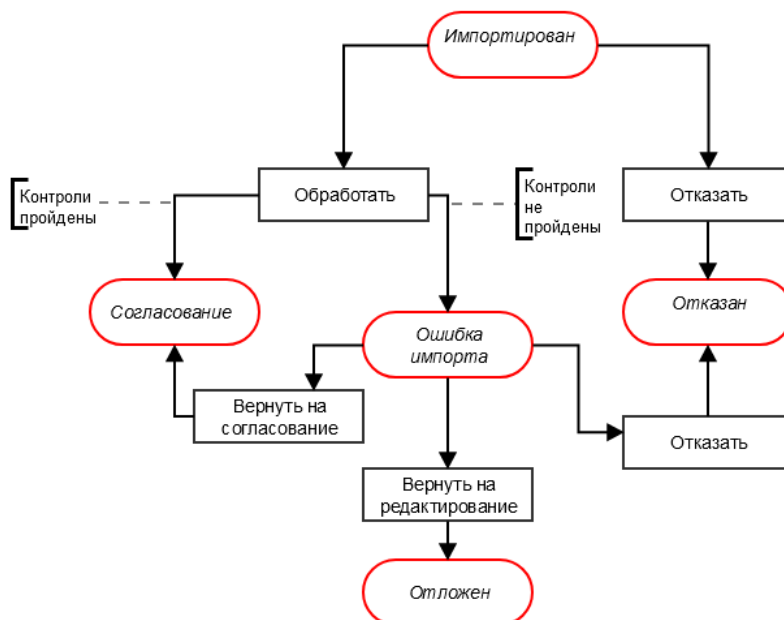 Импортирован
Контроли
пройдены
Обработать
Контроли
не
пройдены
Отказать
Согласование
Ошибка
импорта
Отказан
Вернуть на
согласование
Отказать
Вернуть на
редактирование
Отложен